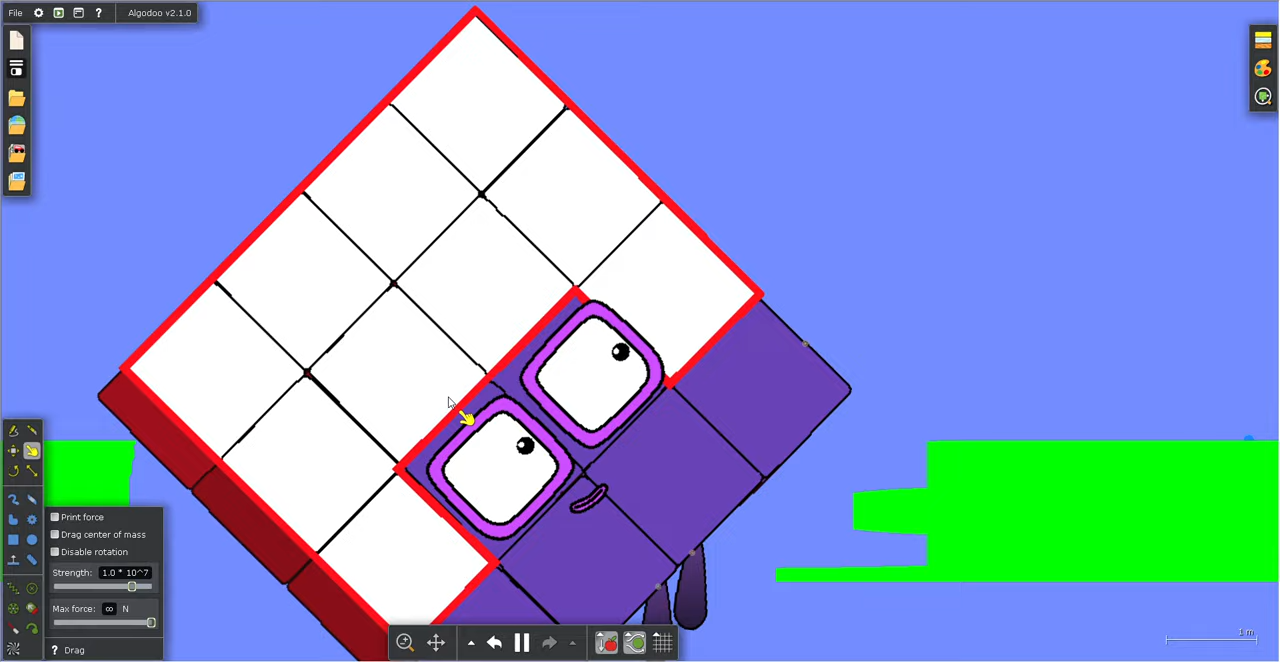 File ? Algodoo v2.1.0
Print force
Drag center of mass
Disable rotation
Strength: 1.0 * 10^7
Max force: ∞ N
? Drag
1 m